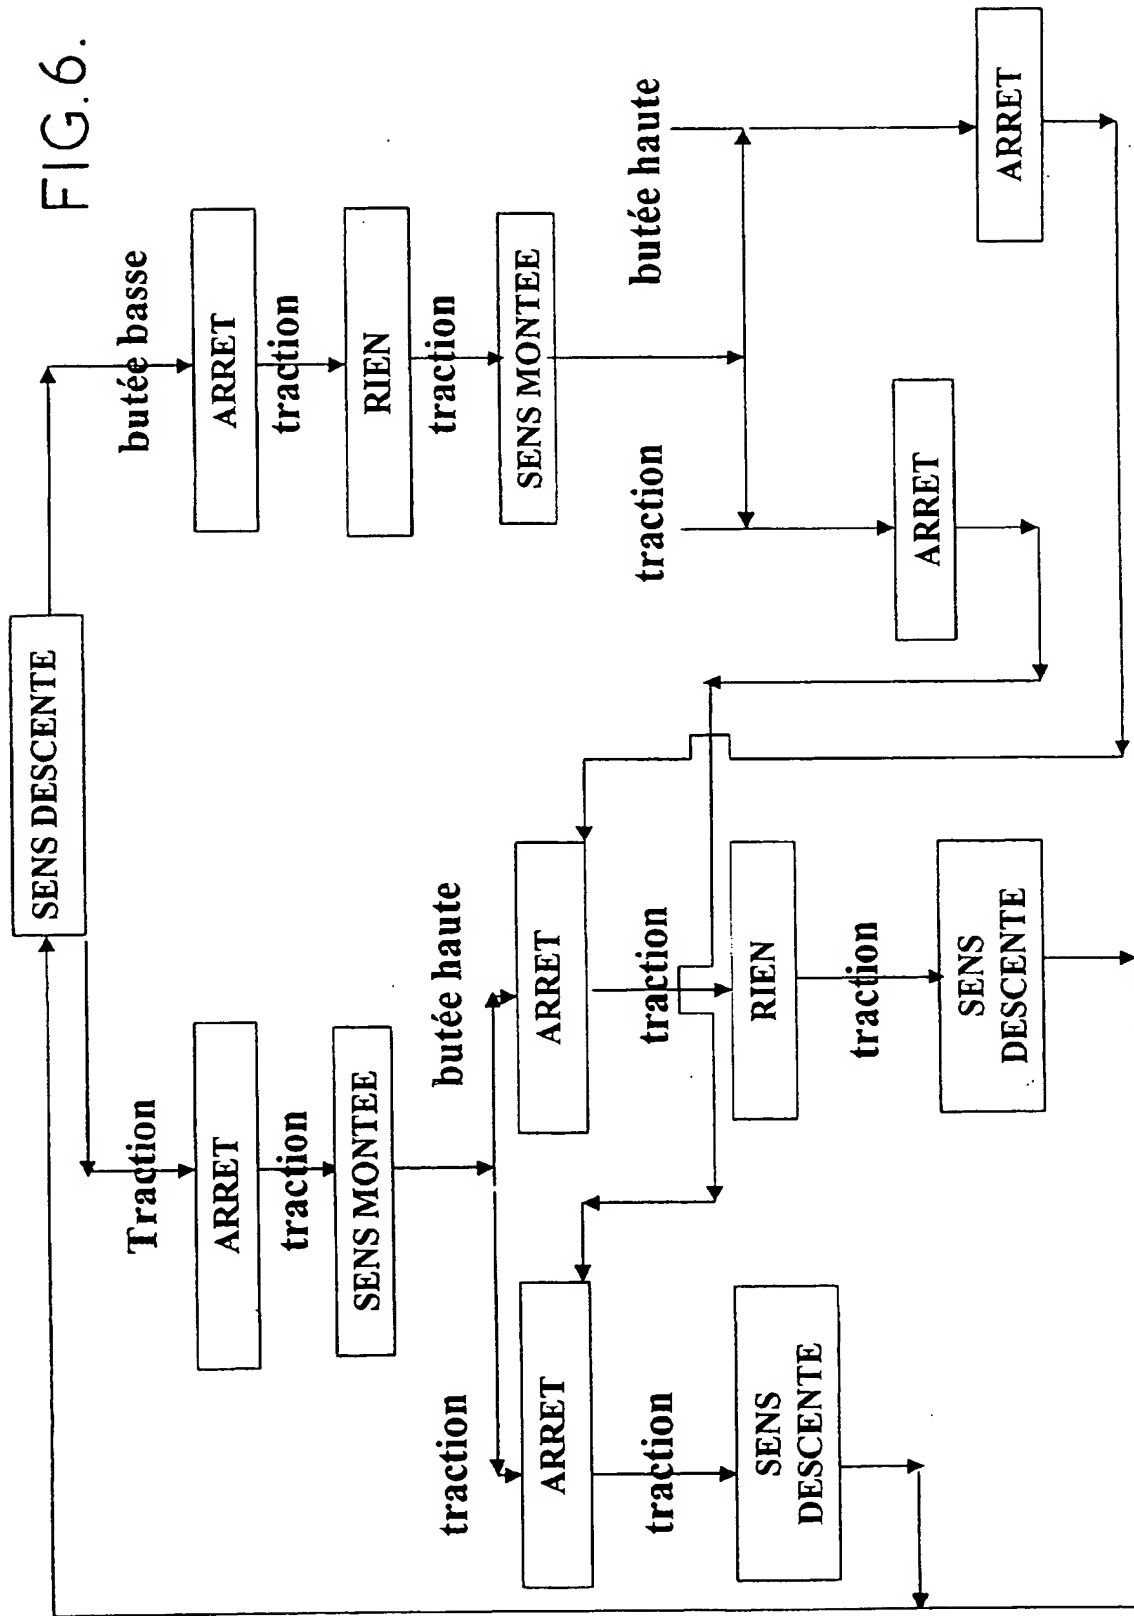 FIG.6.
SENS DESCENTE
Traction
butée basse
ARRET
ARRET
traction
traction
SENS MONTEE
RIEN
traction
traction
butée haute
SENS MONTEE
ARRET
ARRET
traction
butée haute
traction
traction
SENS
DESCENTE
RIEN
ARRET
ARRET
traction
SENS
DESCENTE